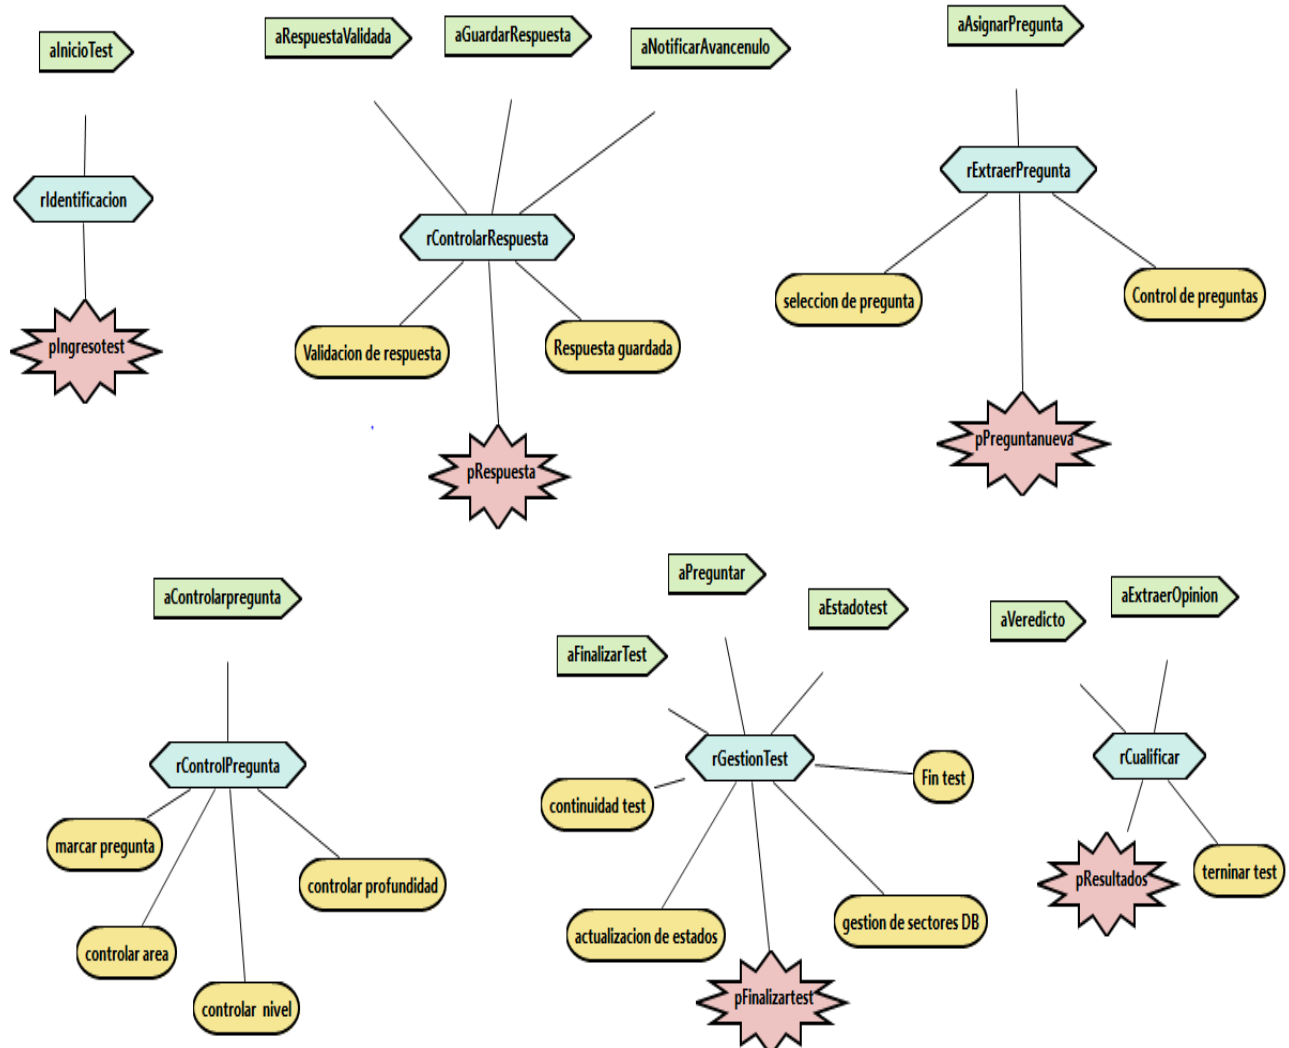 aInicioTest
aRespuestaValidada
aGuardarRespuesta
aNotificarAvancenulo
aAsignarPregunta
rIdentificacion
rControlarRespuesta
rExtraerPregunta
pIngresotest
Validacion de respuesta
Respuesta guardada
seleccion de pregunta
Control de preguntas
pRespuesta
pPreguntanueva
aControlarpregunta
aPreguntar
aEstadotest
aFinalizarTest
aVeredicto
aExtraerOpinion
rControlPregunta
rGestionTest
rCualificar
marcar pregunta
controlar profundidad
controlar area
controlar nivel
continuidad test
Fin test
actualizacion de estados
gestion de sectores DB
pFinalizartest
pResultados
terninar test